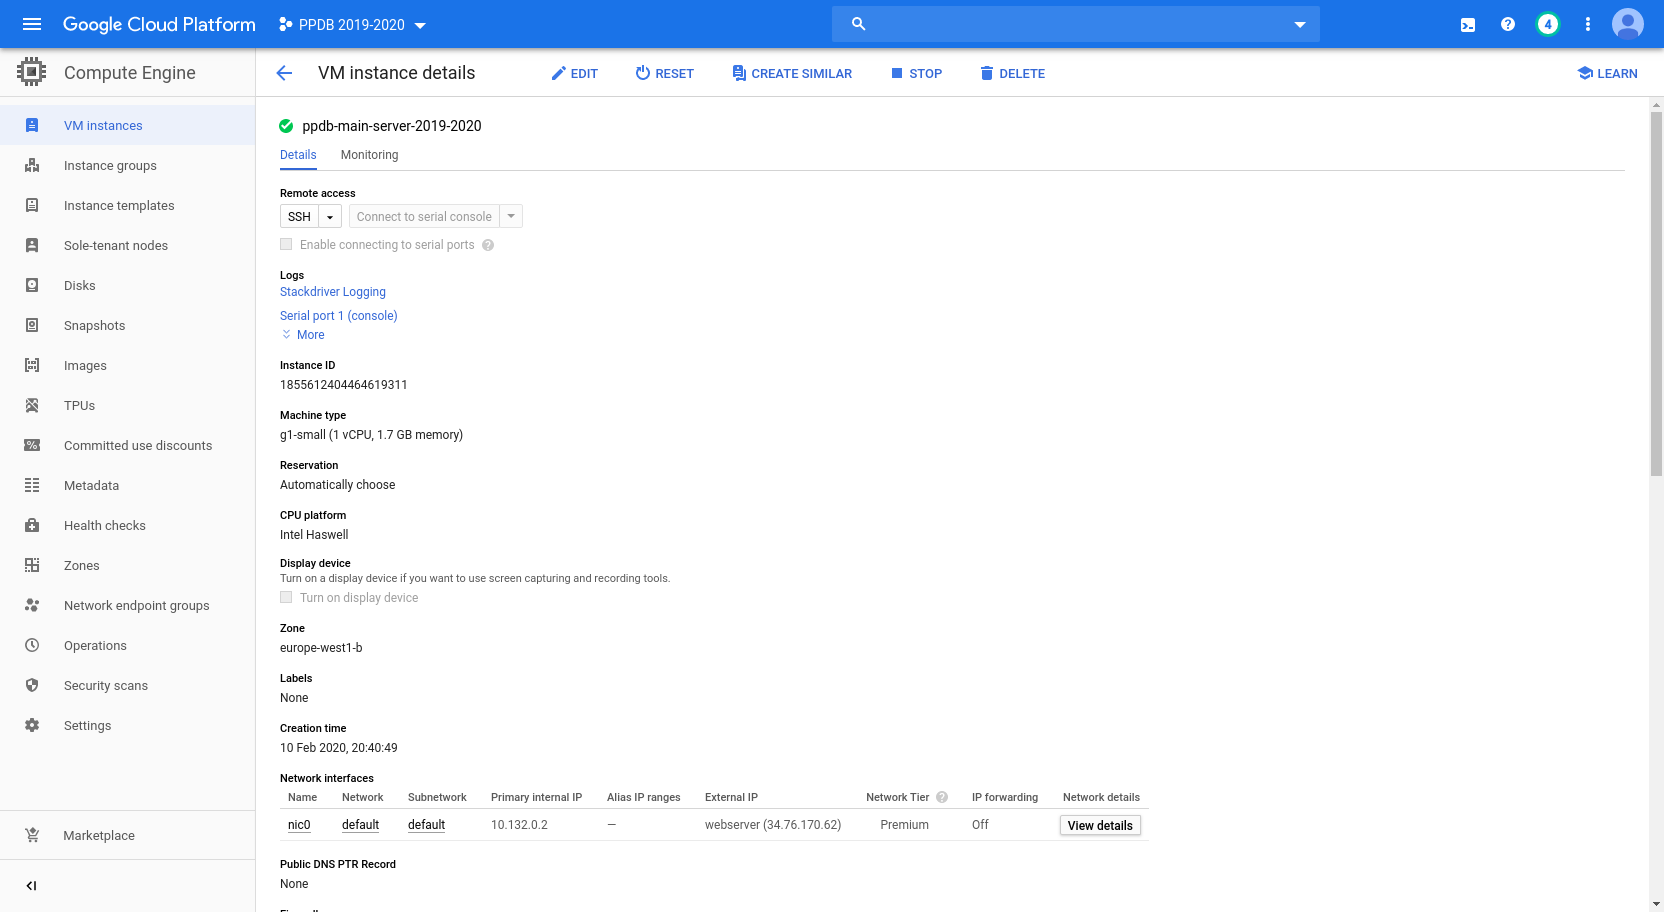 Google Cloud Platform PPDB 2019-2020 4
Compute Engine
VM instance details EDIT RESET CREATE SIMILAR STOP DELETE LEARN
VM instances
Instance groups
Instance templates
Sole-tenant nodes
Disks
Snapshots
Images
TPUs
Committed use discounts
Metadata
Health checks
Zones
Network endpoint groups
Operations
Security scans
Settings
Marketplace
ppdb-main-server-2019-2020
Details Monitoring
Remote access
SSH Connect to serial console
Enable connecting to serial ports ?
Logs
Stackdriver Logging
Serial port 1 (console)
More
Instance ID
1855612404464619311
Machine type
g1-small (1 vCPU, 1.7 GB memory)
Reservation
Automatically choose
CPU platform
Intel Haswell
Display device
Turn on a display device if you want to use screen capturing and recording tools.
Turn on display device
Zone
europe-west1-b
Labels
None
Creation time
10 Feb 2020, 20:40:49
Network interfaces
Name Network Subnetwork Primary internal IP Alias IP ranges External IP Network Tier ? IP forwarding Network details
nic0 default default 10.132.0.2 — webserver (34.76.170.62) Premium Off View details
Public DNS PTR Record
None